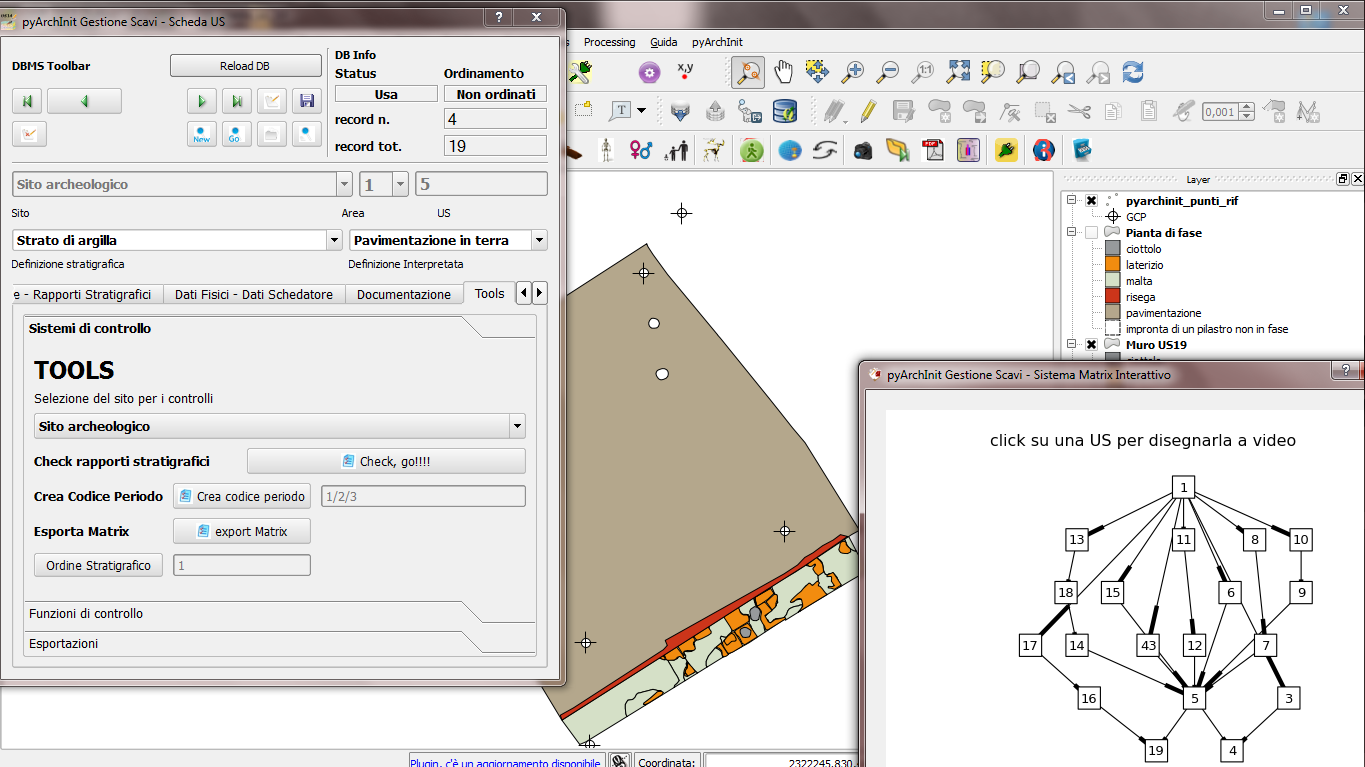 pyArchInit Gestione Scavi - Scheda US
DBMS Toolbar
Reload DB
DB Info
Status
Ordinamento
Usa
Non ordinati
record n.
4
record tot.
19
New
Go
Sito archeologico
1
5
Sito
Area
US
Strato di argilla
Pavimentazione in terra
Definizione stratigrafica
Definizione Interpretata
e - Rapporti Stratigrafici
Dati Fisici - Dati Schedatore
Documentazione
Tools
Sistemi di controllo
TOOLS
Selezione del sito per i controlli
Sito archeologico
Check rapporti stratigrafici
Check, go!!!!
Crea Codice Periodo
Crea codice periodo
1/2/3
Esporta Matrix
export Matrix
Ordine Stratigrafico
1
Funzioni di controllo
Esportazioni
Processing
Guida
pyArchInit
x,y
1:1
T
0,001
PDF
Layer
pyarchinit_punti_rif
GCP
Pianta di fase
ciottolo
laterizio
malta
risega
pavimentazione
impronta di un pilastro non in fase
Muro US19
pyArchInit Gestione Scavi - Sistema Matrix Interattivo
click su una US per disegnarla a video
1
13
11
8
10
18
15
6
9
17
14
43
12
7
16
5
3
19
4
Plugin, c'è un aggiornamento disponibile
Coordinata:
2322245.830,